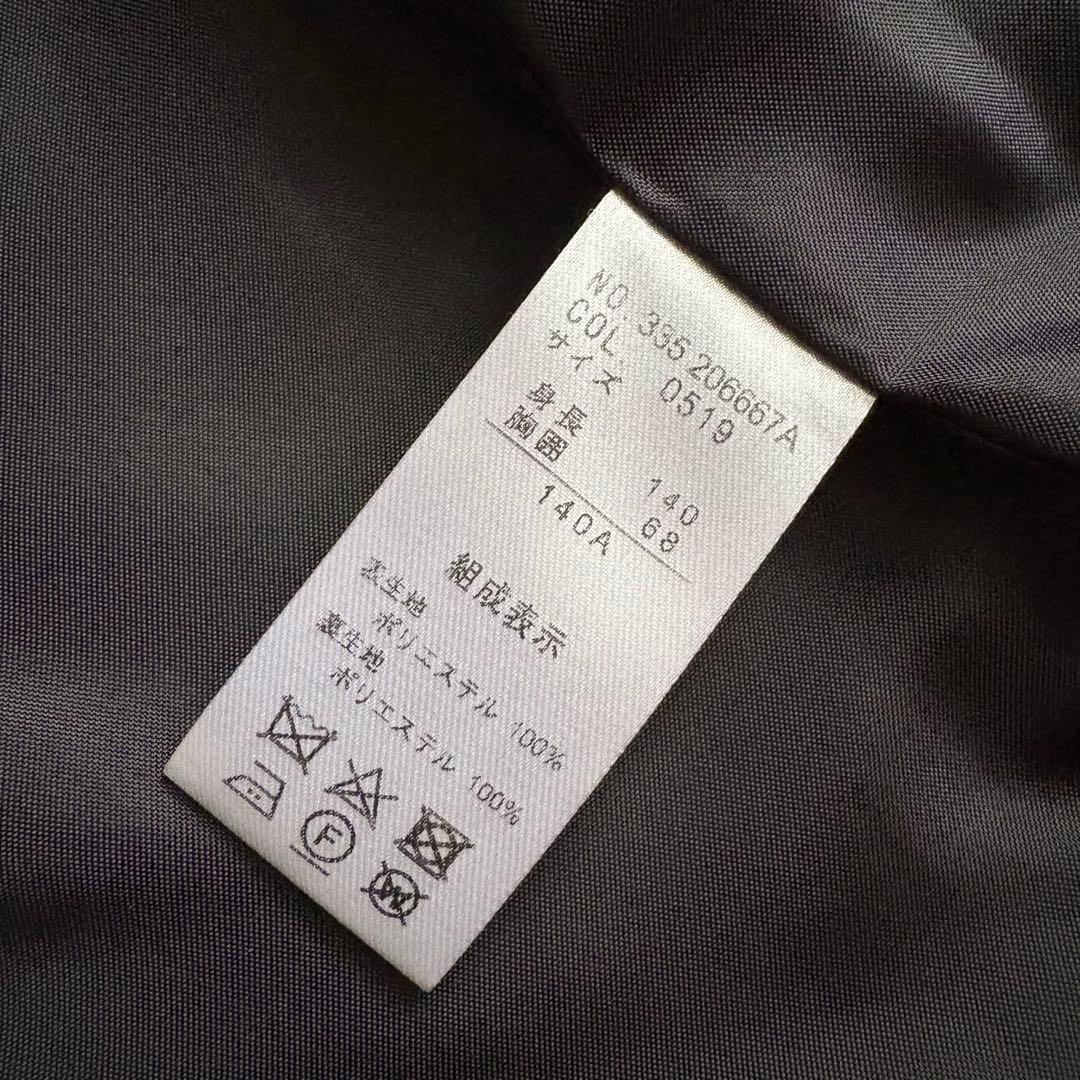 NO. 335 206667A
COL. 0519
サイズ
身長 140
胸囲 68
140A
組成表示
表生地
ポリエステル 100%
裏生地
ポリエステル 100%
F
W